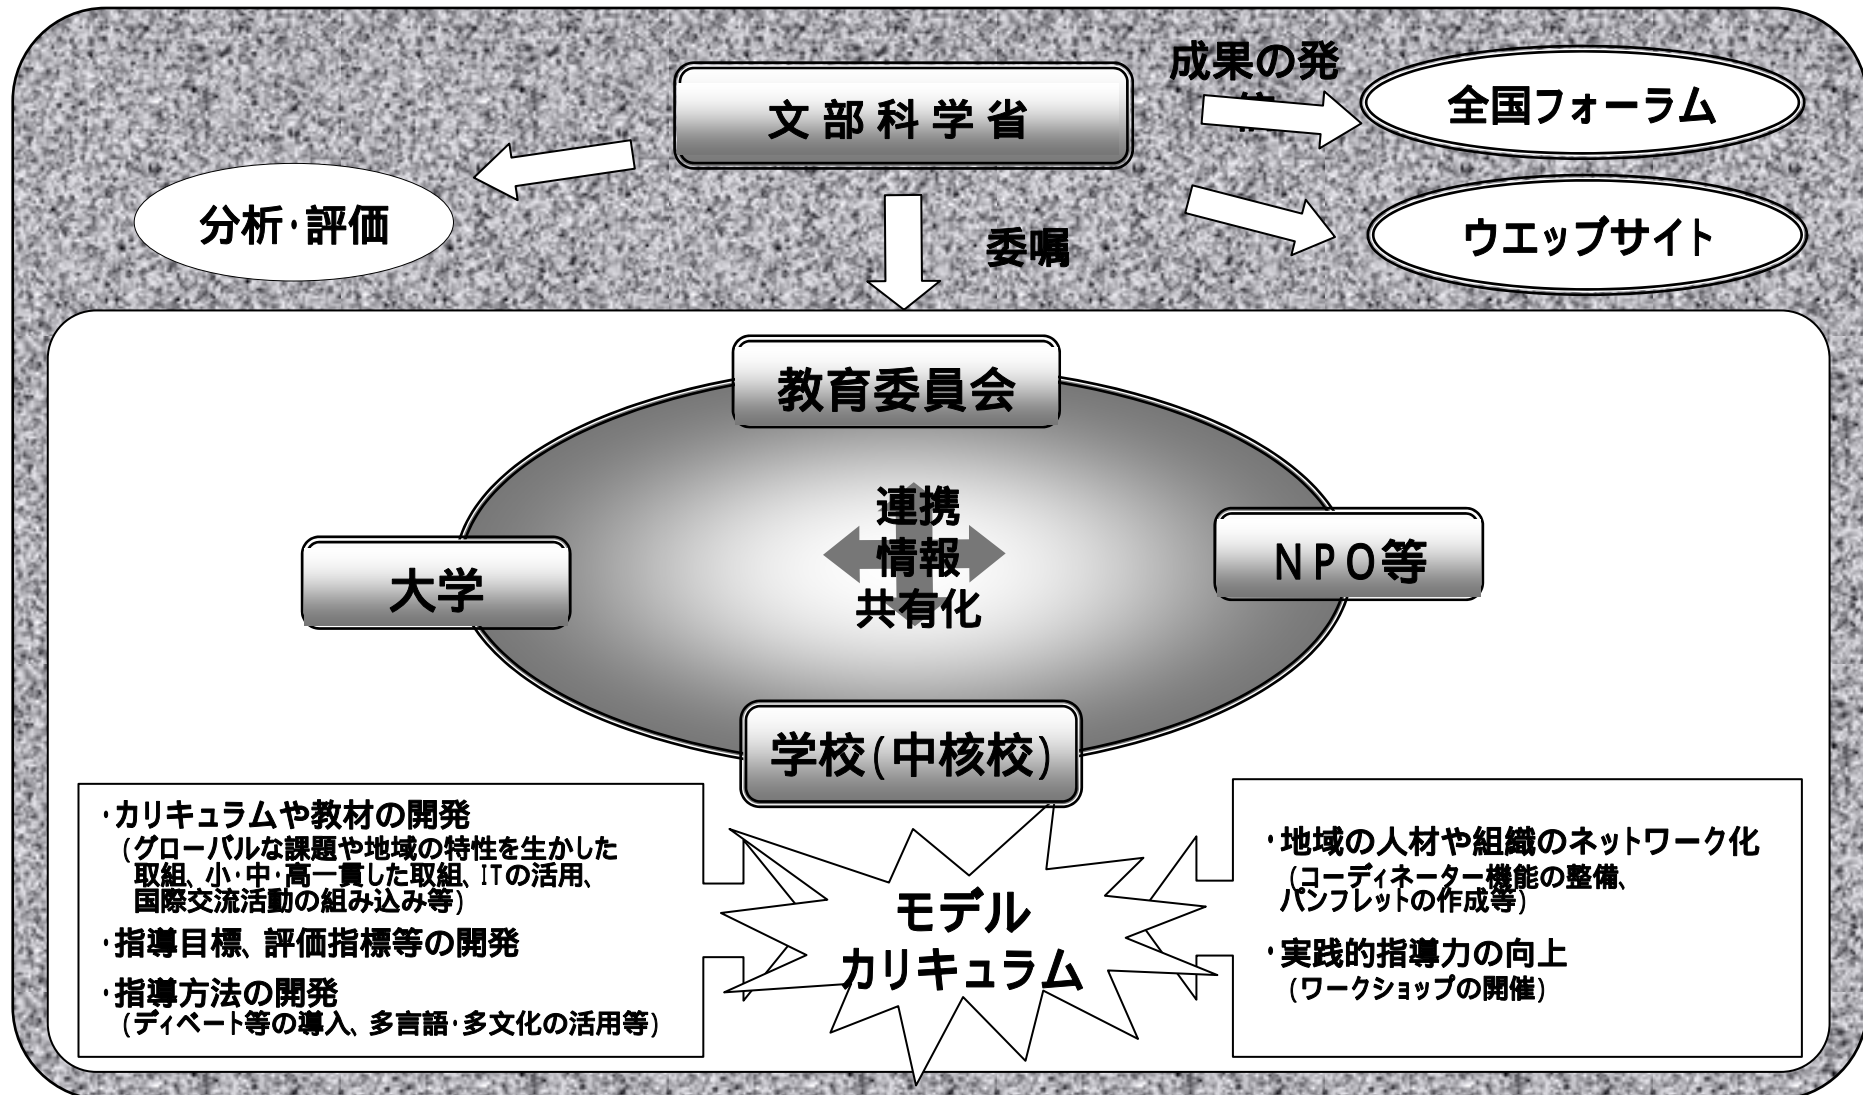 文部科学省
成果の発
信
全国フォーラム
ウエッブサイト
分析・評価
委嘱
教育委員会
連携
情報
共有化
大学
NPO等
学校(中核校)
・カリキュラムや教材の開発
(グローバルな課題や地域の特性を生かした
取組、小・中・高一貫した取組、ITの活用、
国際交流活動の組み込み等)
・指導目標、評価指標等の開発
・指導方法の開発
(ディベート等の導入、多言語・多文化の活用等)
モデル
カリキュラム
・地域の人材や組織のネットワーク化
(コーディネーター機能の整備、
パンフレットの作成等)
・実践的指導力の向上
(ワークショップの開催)